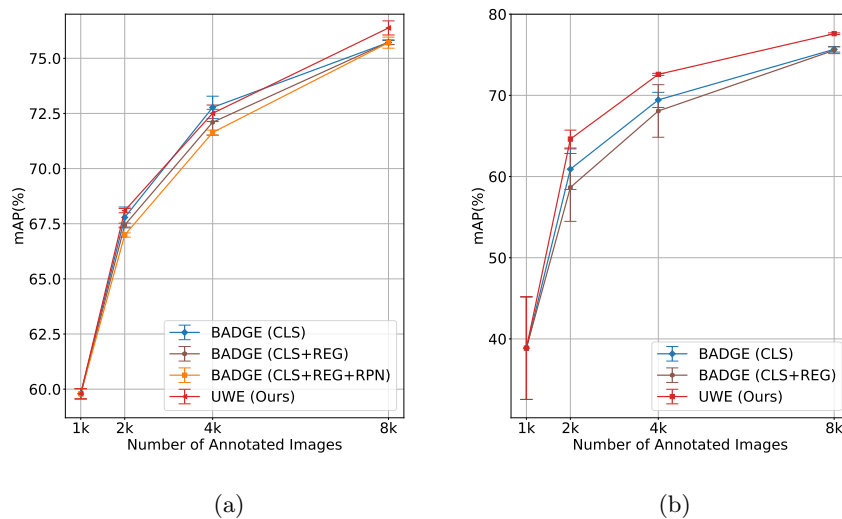 75.0
72.5
70.0
67.5
65.0
62.5
60.0
mAP(%)
BADGE (CLS)
BADGE (CLS+REG)
BADGE (CLS+REG+RPN)
UWE (Ours)
1k 2k 4k 8k
Number of Annotated Images
(a)
80
70
60
50
40
mAP(%)
BADGE (CLS)
BADGE (CLS+REG)
UWE (Ours)
1k 2k 4k 8k
Number of Annotated Images
(b)